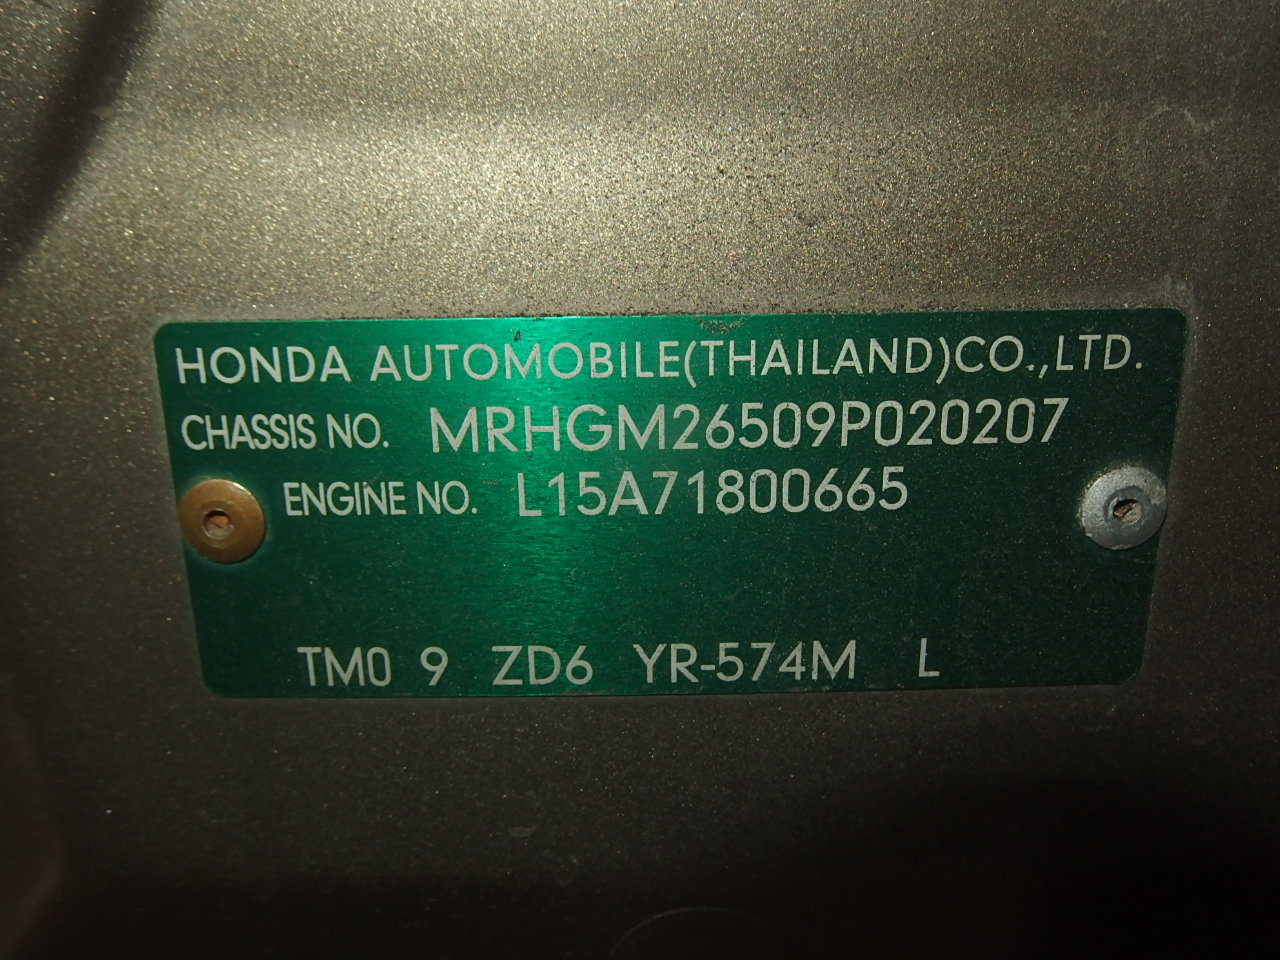 HONDA AUTOMOBILE(THAILAND)CO.,LTD.
CHASSIS NO. MRHGM26509P020207
ENGINE NO. L15A71800665
TM0 9 ZD6 YR-574M L